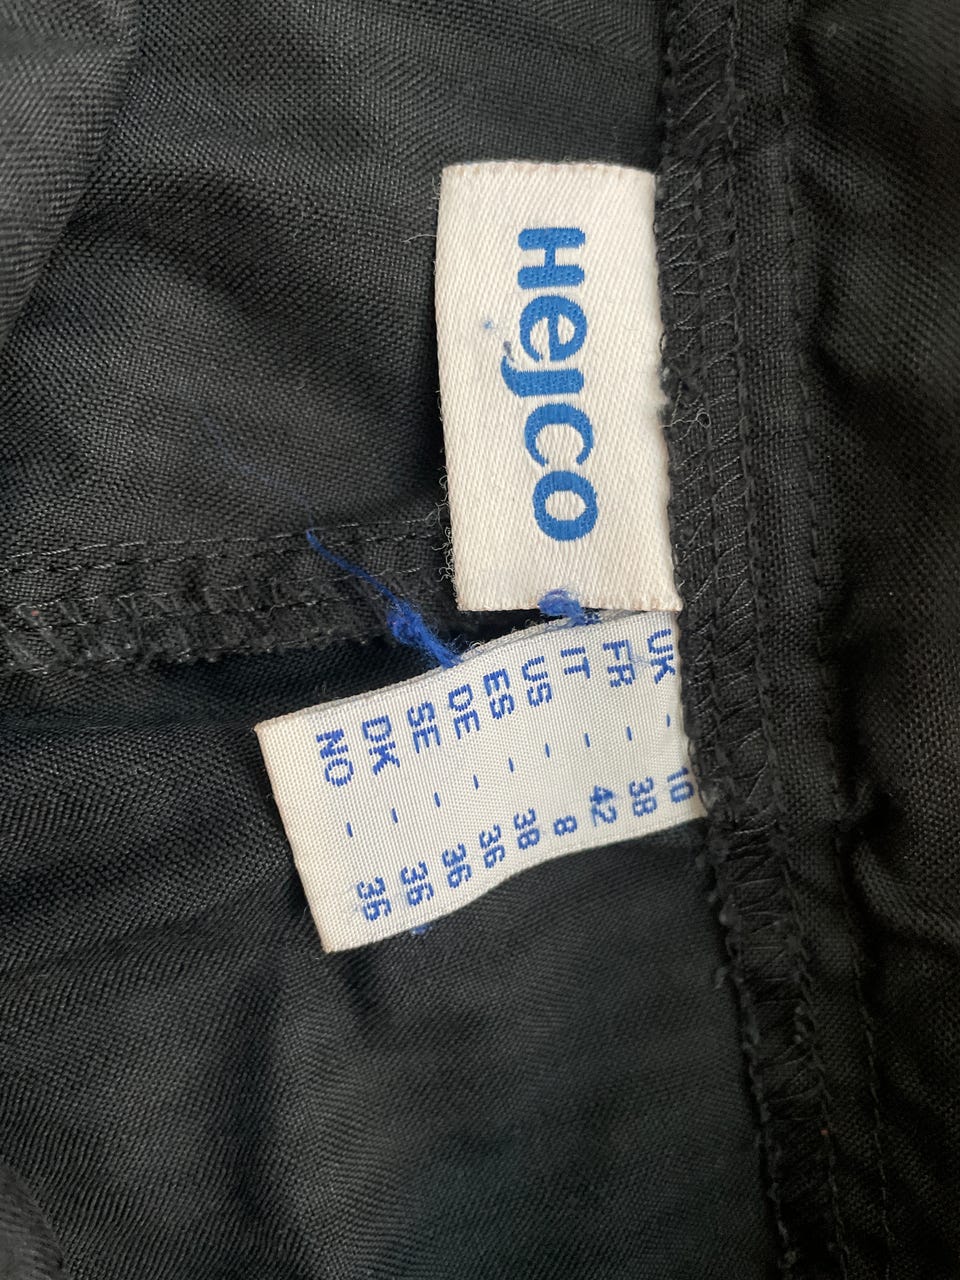 Hejco
UK - 10
FR - 38
IT - 42
US - 8
ES - 38
DE - 36
SE - 36
DK - 36
NO - 36